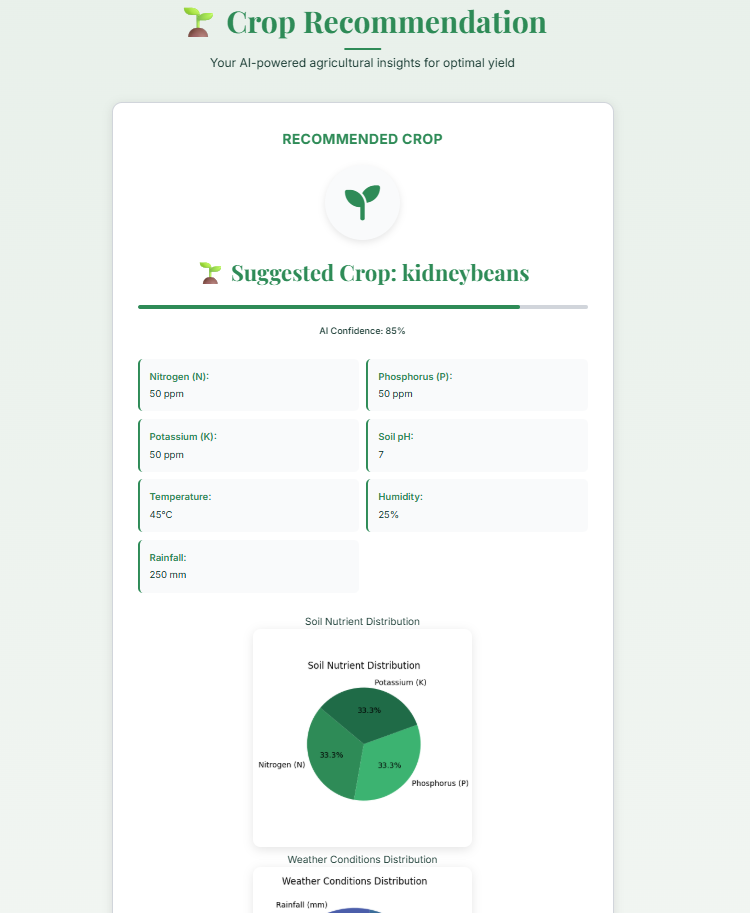 Crop Recommendation
Your AI-powered agricultural insights for optimal yield
RECOMMENDED CROP
Suggested Crop: kidneybeans
AI Confidence: 85%
Nitrogen (N):
50 ppm
Phosphorus (P):
50 ppm
Potassium (K):
50 ppm
Soil pH:
7
Temperature:
45°C
Humidity:
25%
Rainfall:
250 mm
Soil Nutrient Distribution
Soil Nutrient Distribution
Potassium (K)
33.3%
33.3%
Nitrogen (N)
33.3%
Phosphorus (P)
Weather Conditions Distribution
Weather Conditions Distribution
Rainfall (mm)